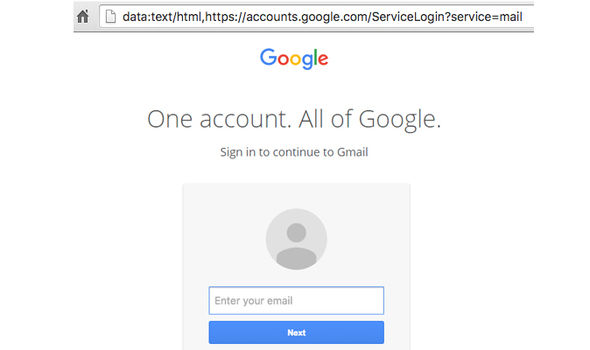 data:text/html,https://accounts.google.com/ServiceLogin?service=mail
Google
One account. All of Google.
Sign in to continue to Gmail
Enter your email
Next